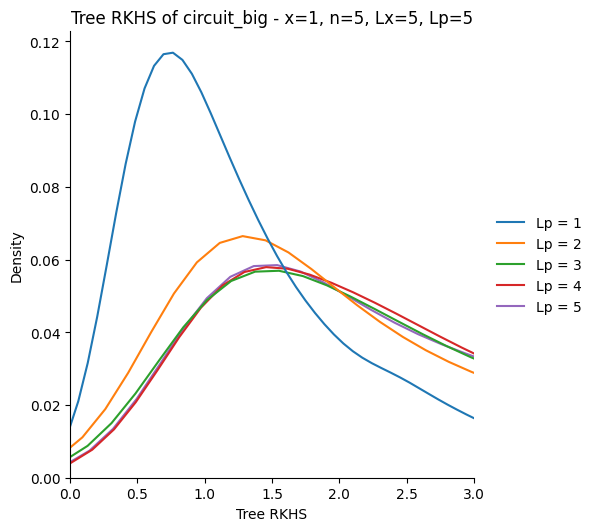 Tree RKHS of circuit_big - x=1, n=5, Lx=5, Lp=5
0.12
0.10
0.08
0.06
0.04
0.02
0.00
Density
0.0 0.5 1.0 1.5 2.0 2.5 3.0
Tree RKHS
Lp = 1
Lp = 2
Lp = 3
Lp = 4
Lp = 5